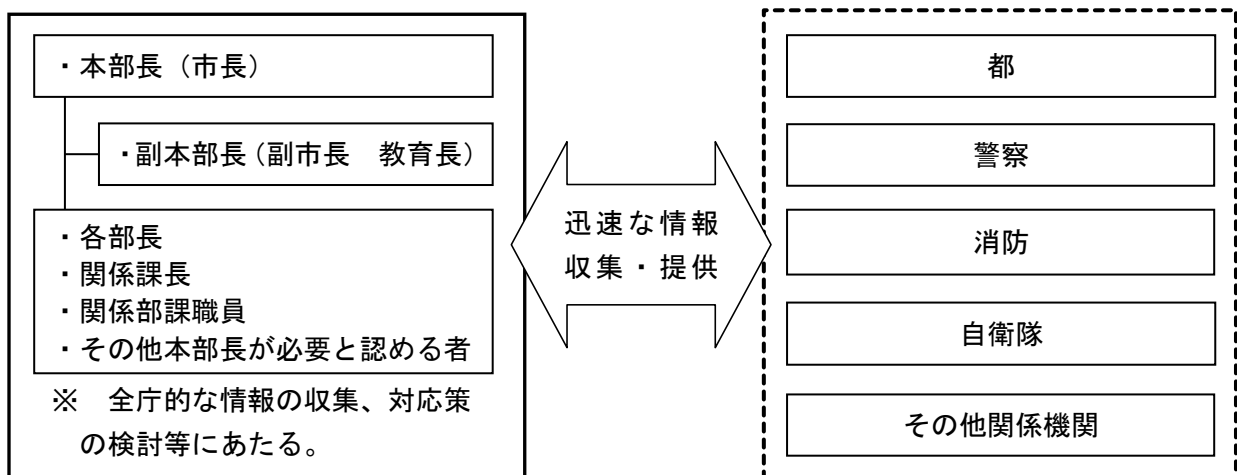 ・本部長（市長）
・副本部長（副市長　教育長）
・各部長
・関係課長
・関係部課職員
・その他本部長が必要と認める者
※　全庁的な情報の収集、対応策
の検討等にあたる。
迅速な情報
収集・提供
都
警察
消防
自衛隊
その他関係機関